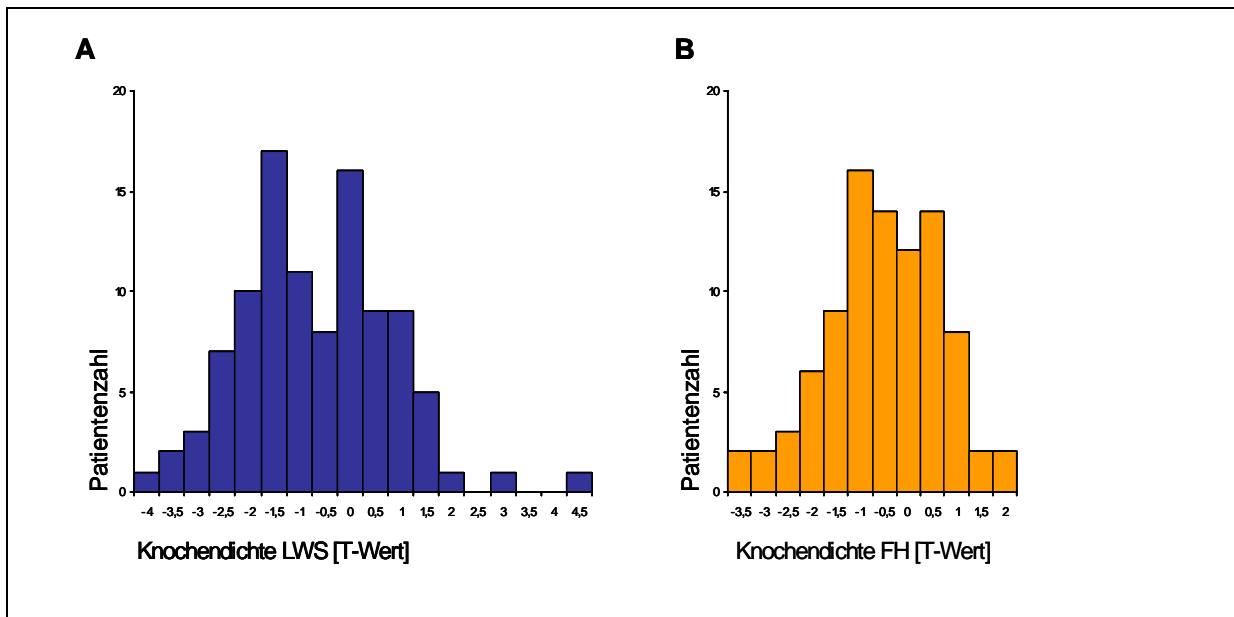 A
20
15
10
5
0
Patientenzahl
-4 -3,5 -3 -2,5 -2 -1,5 -1 -0,5 0 0,5 1 1,5 2 2,5 3 3,5 4 4,5
Knochendichte LWS [T-Wert]
B
20
15
10
5
0
Patientenzahl
-3,5 -3 -2,5 -2 -1,5 -1 -0,5 0 0,5 1 1,5 2
Knochendichte FH [T-Wert]